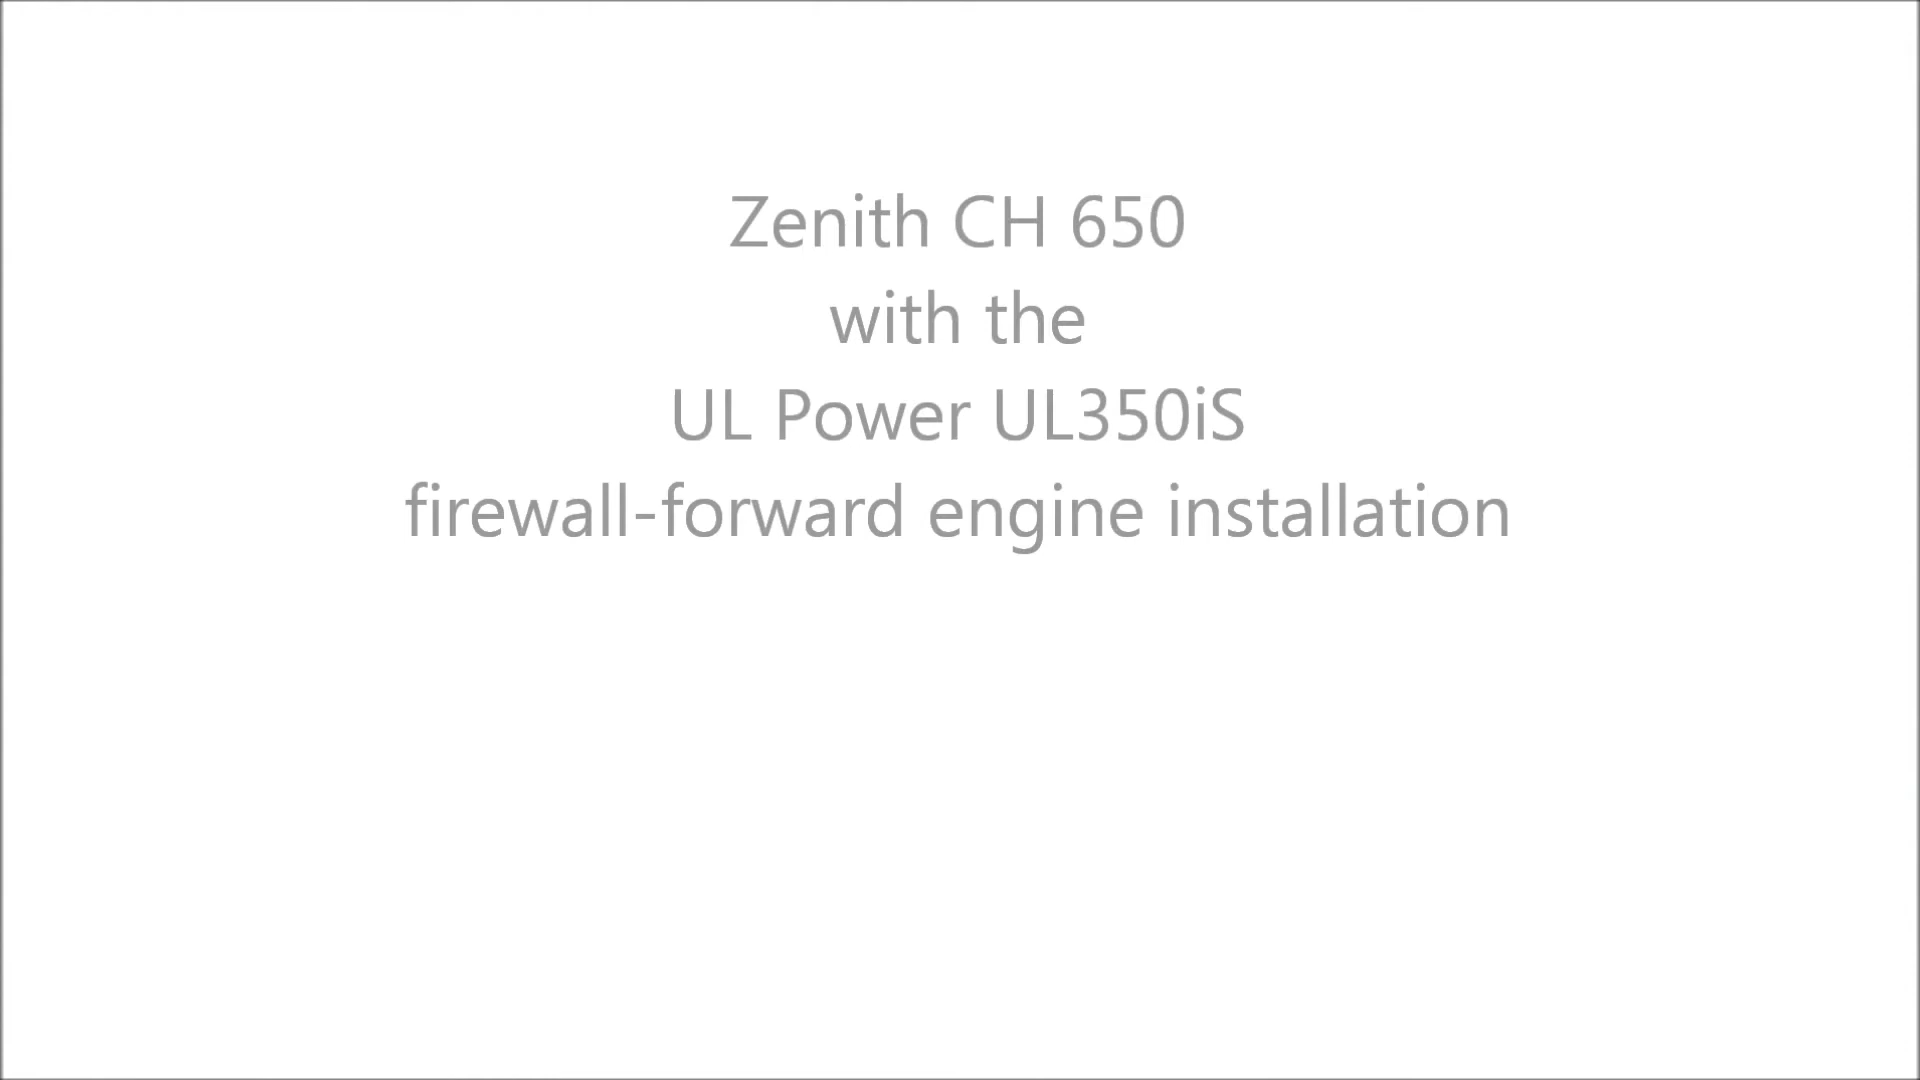 Zenith CH 650
with the
UL Power UL350iS
firewall-forward engine installation